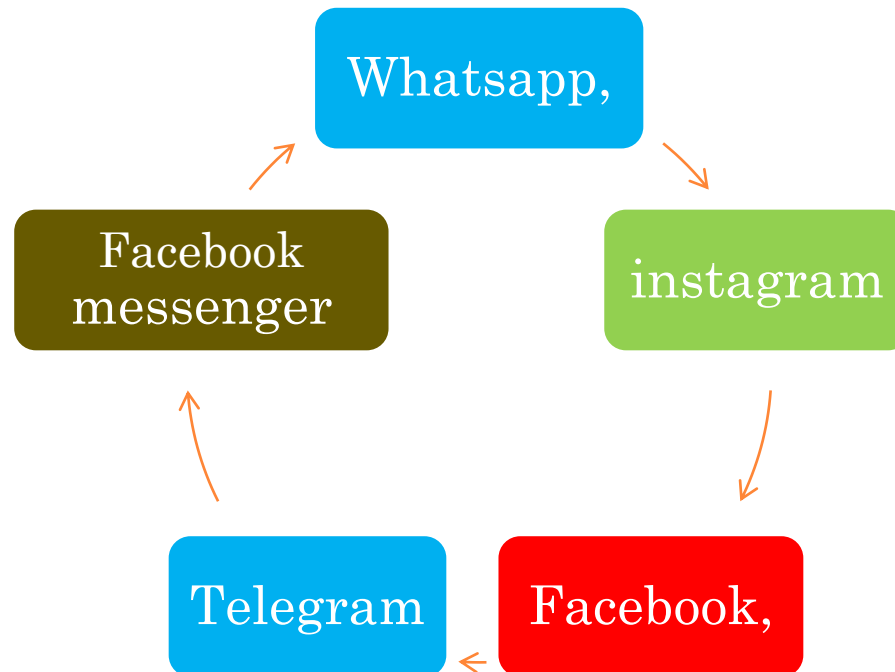 Whatsapp,
instagram
Facebook,
Telegram
Facebook
messenger